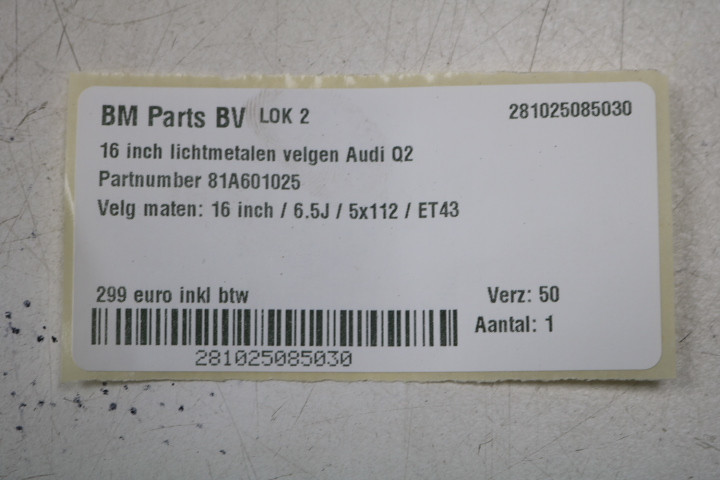 BM Parts BV LOK 2 281025085030
16 inch lichtmetalen velgen Audi Q2
Partnumber 81A601025
Velg maten: 16 inch / 6.5J / 5x112 / ET43
299 euro inkl btw Verz: 50
Aantal: 1
281025085030